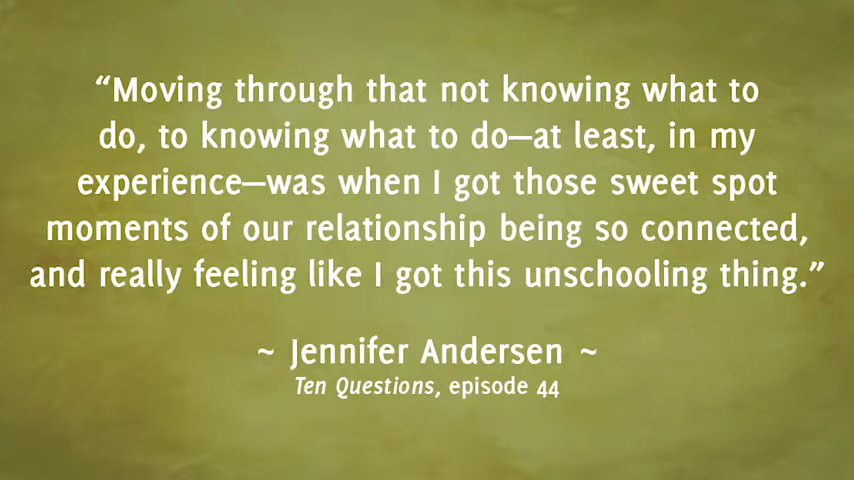 “Moving through that not knowing what to
do, to knowing what to do—at least, in my
experience—was when I got those sweet spot
moments of our relationship being so connected,
and really feeling like I got this unschooling thing.”
~ Jennifer Andersen ~
Ten Questions, episode 44